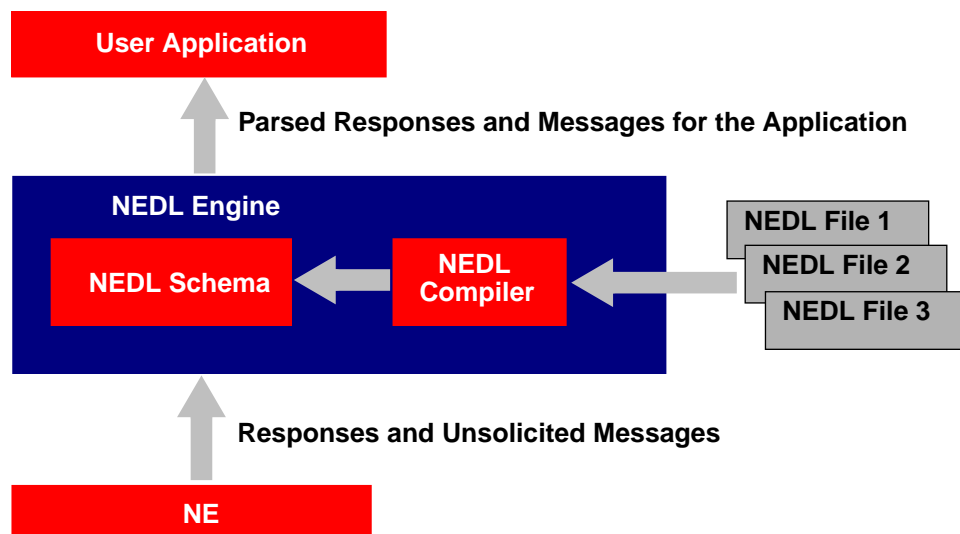 User Application
Parsed Responses and Messages for the Application
NEDL Engine
NEDL Schema
NEDL
Compiler
NEDL File 1
NEDL File 2
NEDL File 3
Responses and Unsolicited Messages
NE